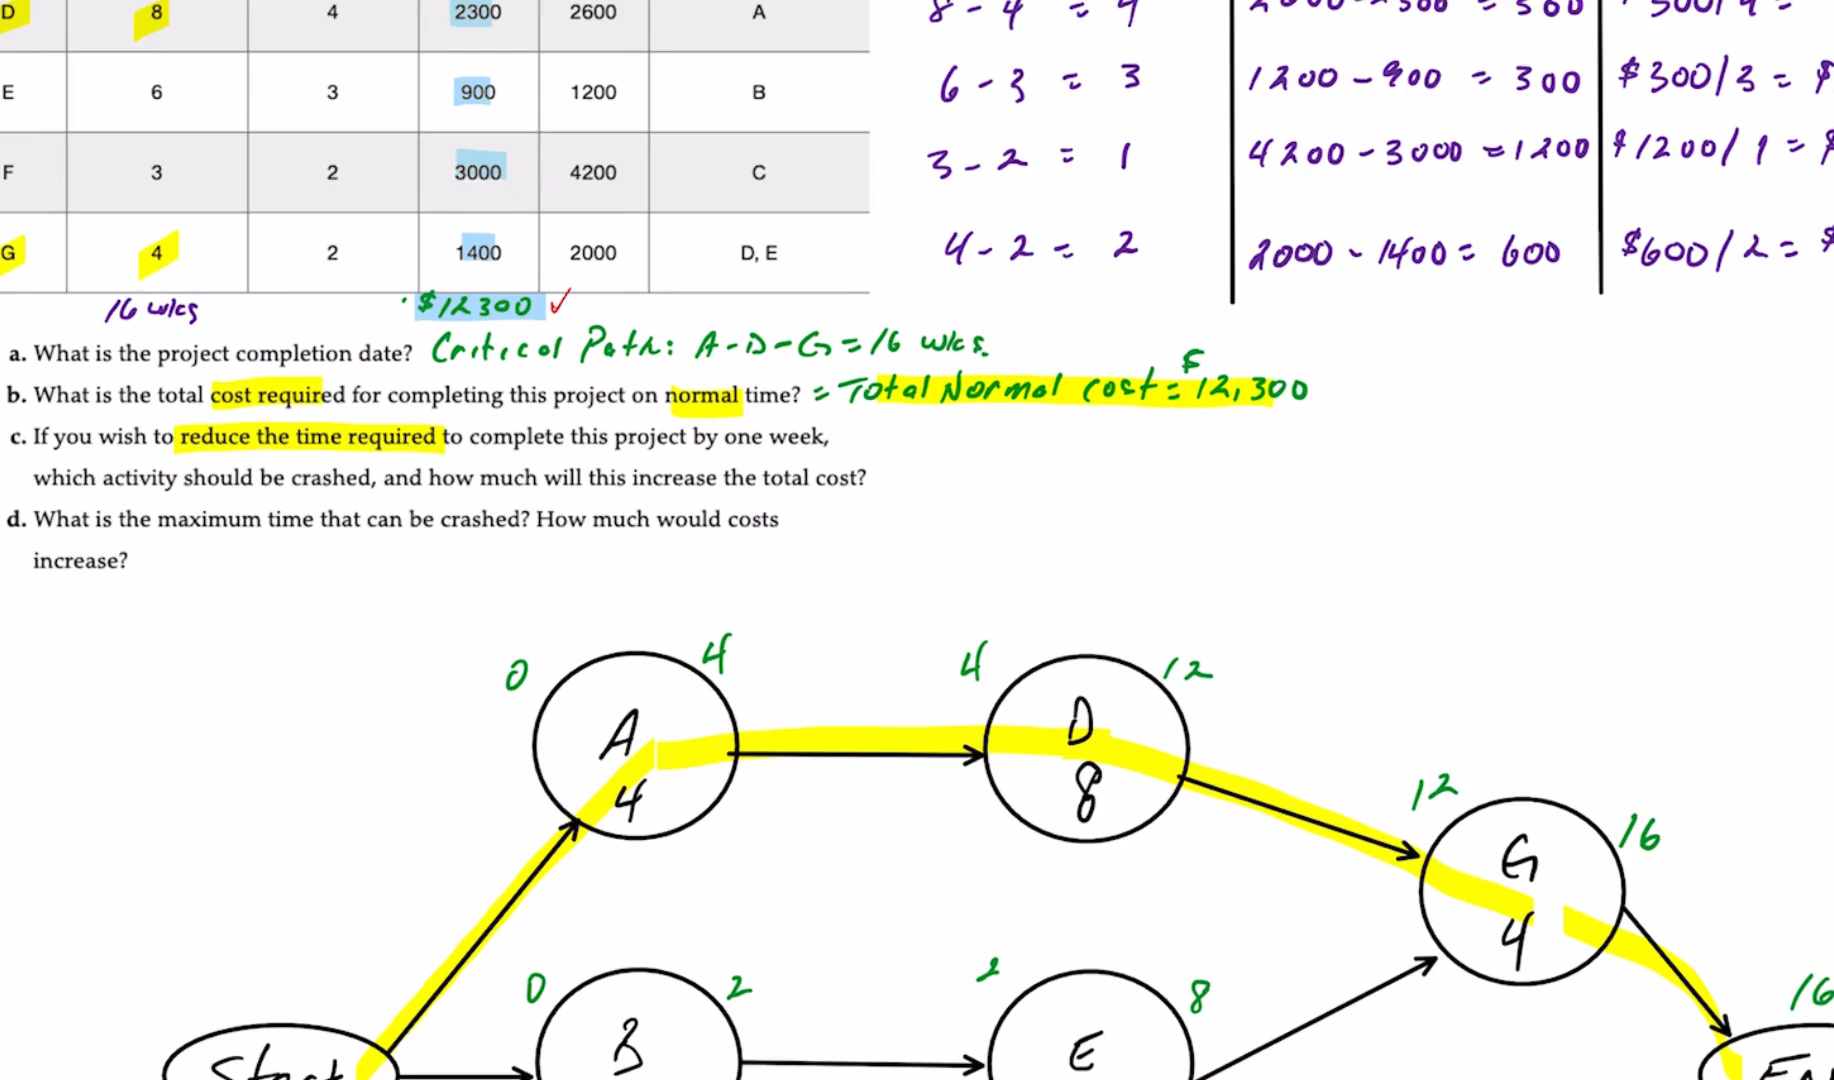 D 8 4 2300 2600 A
E 6 3 900 1200 B 6 - 3 = 3 1200 - 900 = 300 $300/3 = $
F 3 2 3000 4200 C 3 - 2 = 1 4200 - 3000 = 1200 $1200/1 = $
G 4 2 1400 2000 D, E 4 - 2 = 2 2000 - 1400 = 600 $600/2 = $
16 wks $12300 ✓
a. What is the project completion date? Critical Path: A-D-G = 16 wks.
b. What is the total cost required for completing this project on normal time? = Total Normal cost = $12,300
c. If you wish to reduce the time required to complete this project by one week,
which activity should be crashed, and how much will this increase the total cost?
d. What is the maximum time that can be crashed? How much would costs
increase?
0 4 4 12
A D
4 8
12 16
G
4
0 2 2 8 16
B E
Start